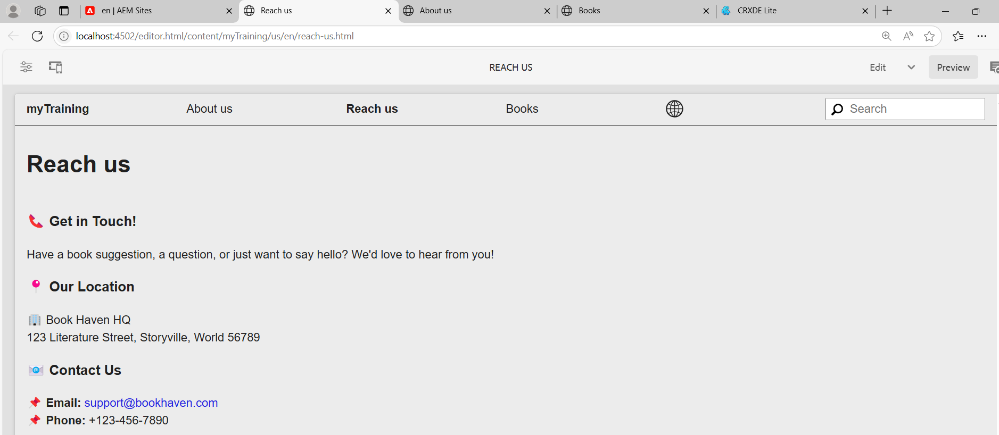 en | AEM Sites
Reach us
About us
Books
CRXDE Lite
localhost:4502/editor.html/content/myTraining/us/en/reach-us.html
REACH US
Edit
Preview
myTraining
About us
Reach us
Books
Search
Reach us
Get in Touch!
Have a book suggestion, a question, or just want to say hello? We'd love to hear from you!
Our Location
Book Haven HQ
123 Literature Street, Storyville, World 56789
Contact Us
Email: support@bookhaven.com
Phone: +123-456-7890